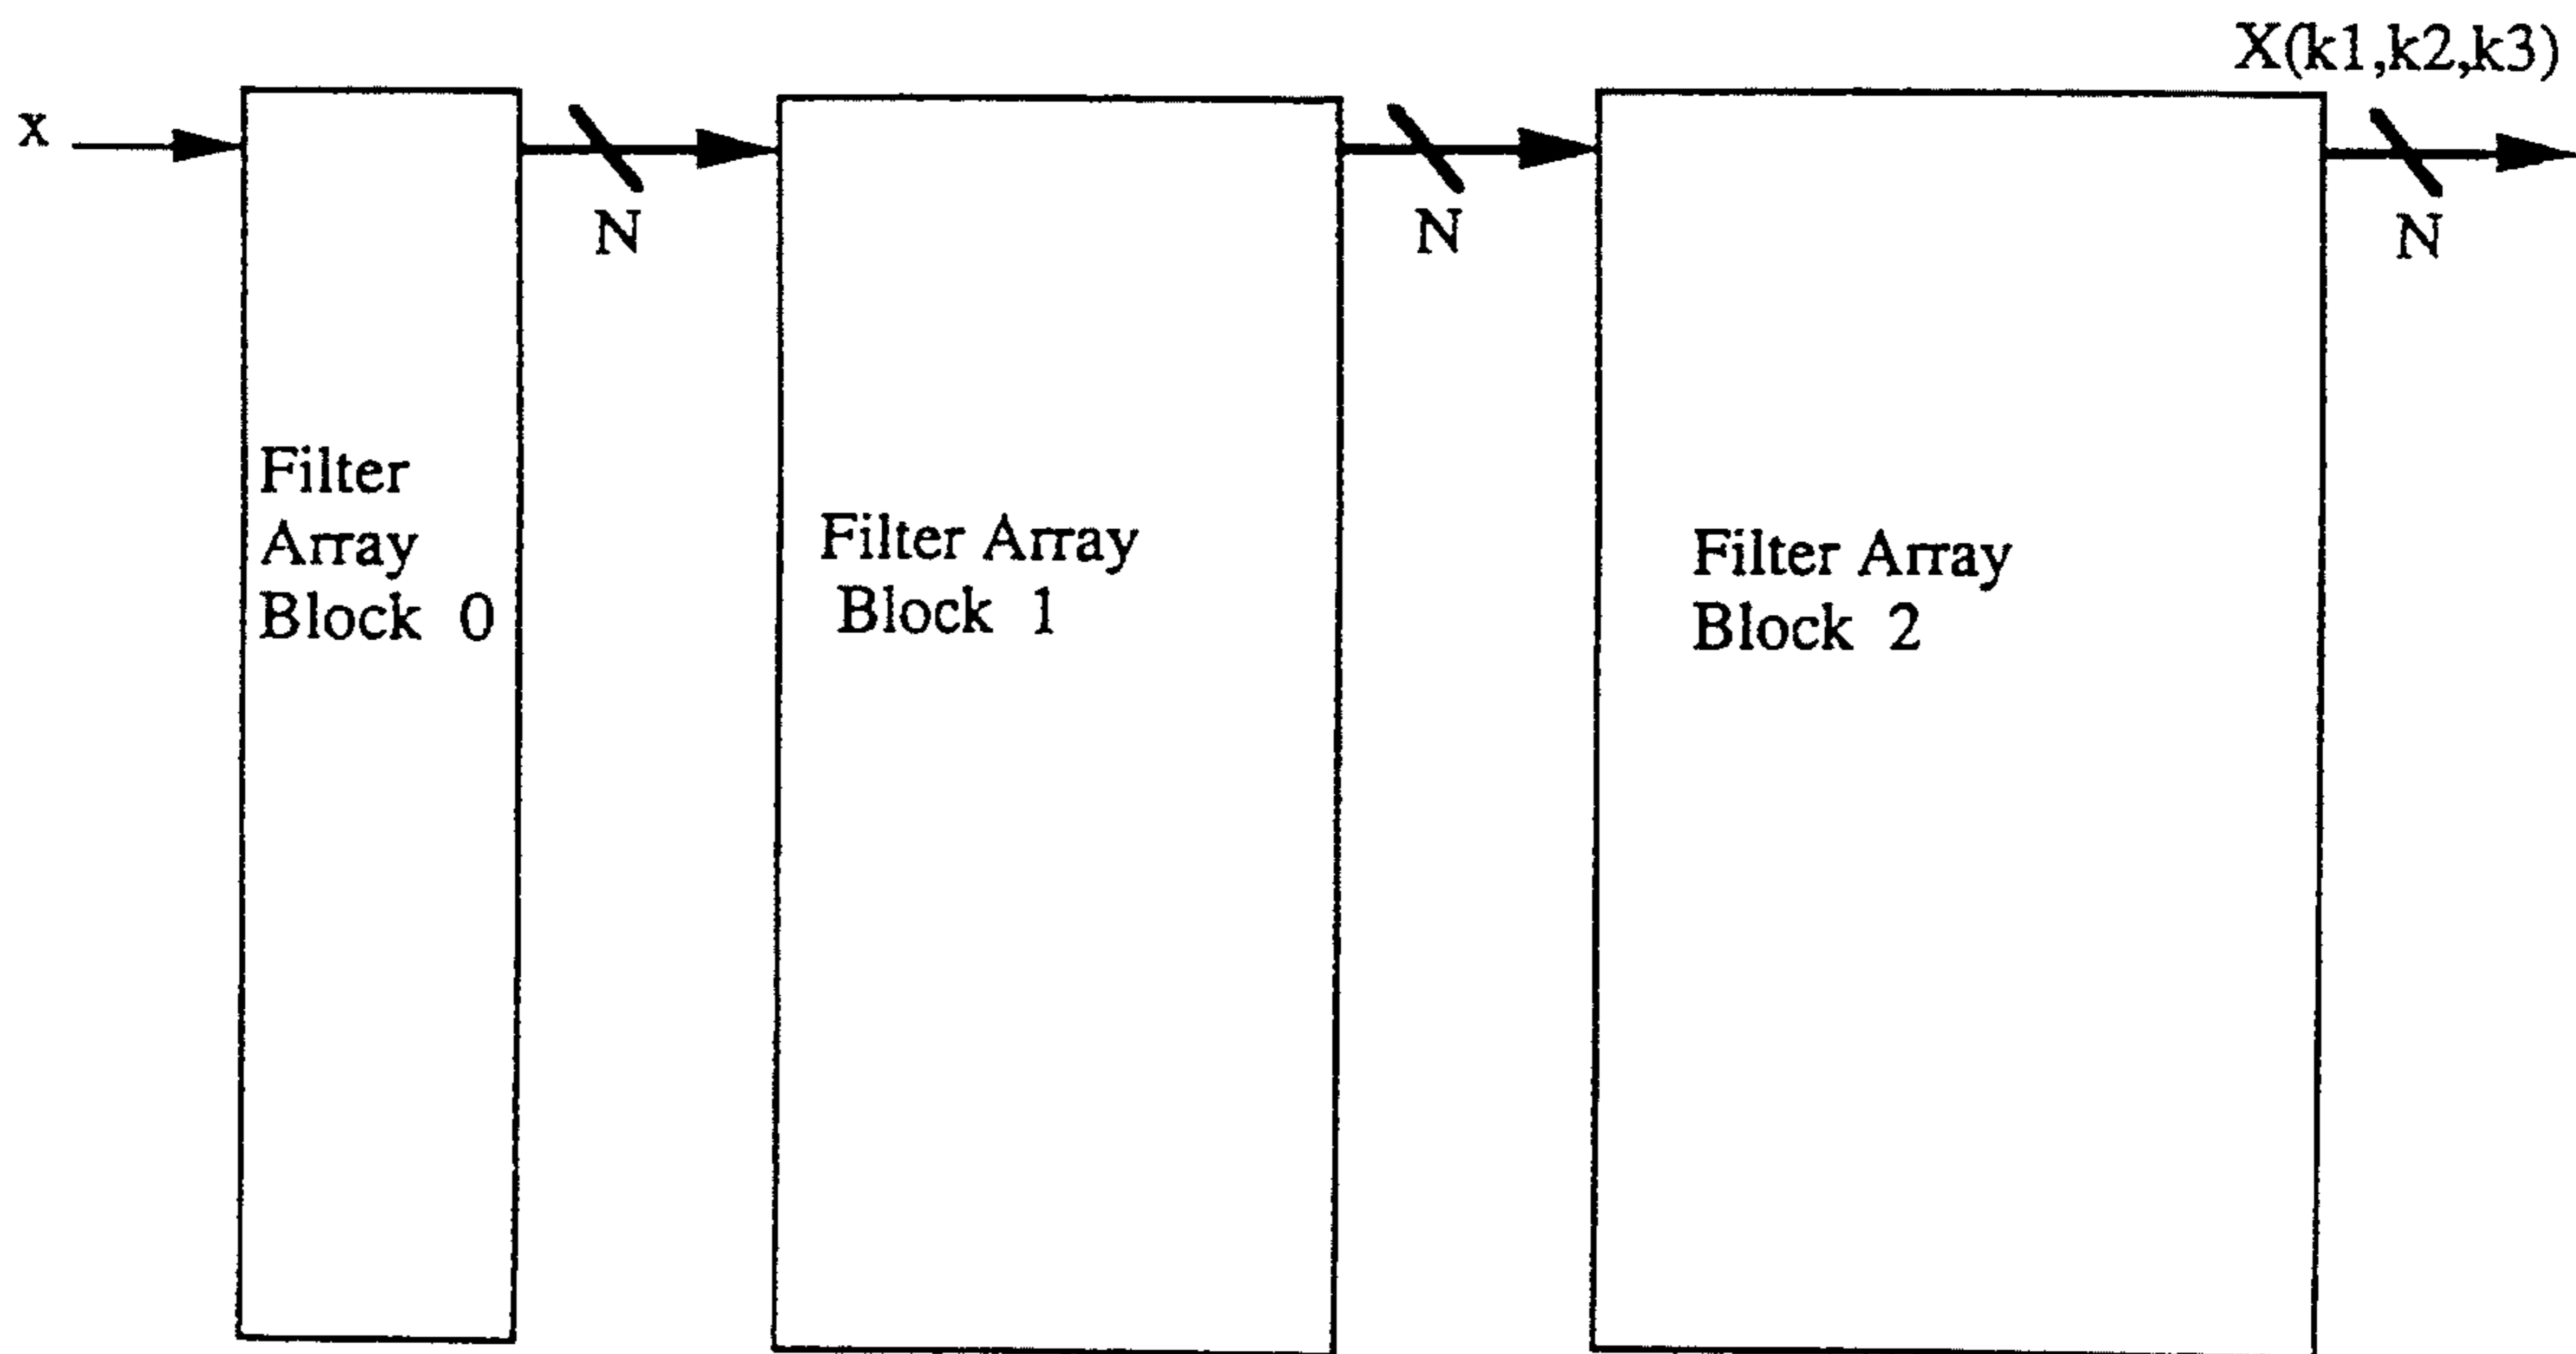 X(k1,k2,k3)
x
N
N
N
Filter
Array
Block 0
Filter Array
Block 1
Filter Array
Block 2